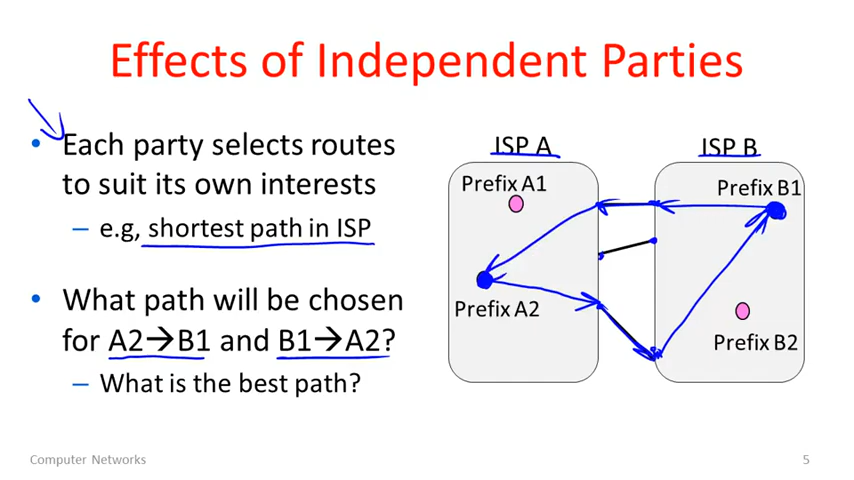 Effects of Independent Parties
• Each party selects routes
to suit its own interests
– e.g, shortest path in ISP
• What path will be chosen
for A2→B1 and B1→A2?
– What is the best path?
ISP A
ISP B
Prefix A1
Prefix B1
Prefix A2
Prefix B2
Computer Networks
5